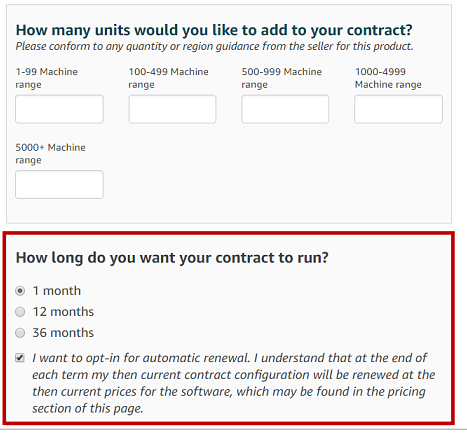 How many units would you like to add to your contract?
Please conform to any quantity or region guidance from the seller for this product.
1-99 Machine range
100-499 Machine range
500-999 Machine range
1000-4999 Machine range
5000+ Machine range
How long do you want your contract to run?
1 month
12 months
36 months
I want to opt-in for automatic renewal. I understand that at the end of
each term my then current contract configuration will be renewed at the
then current prices for the software, which may be found in the pricing
section of this page.